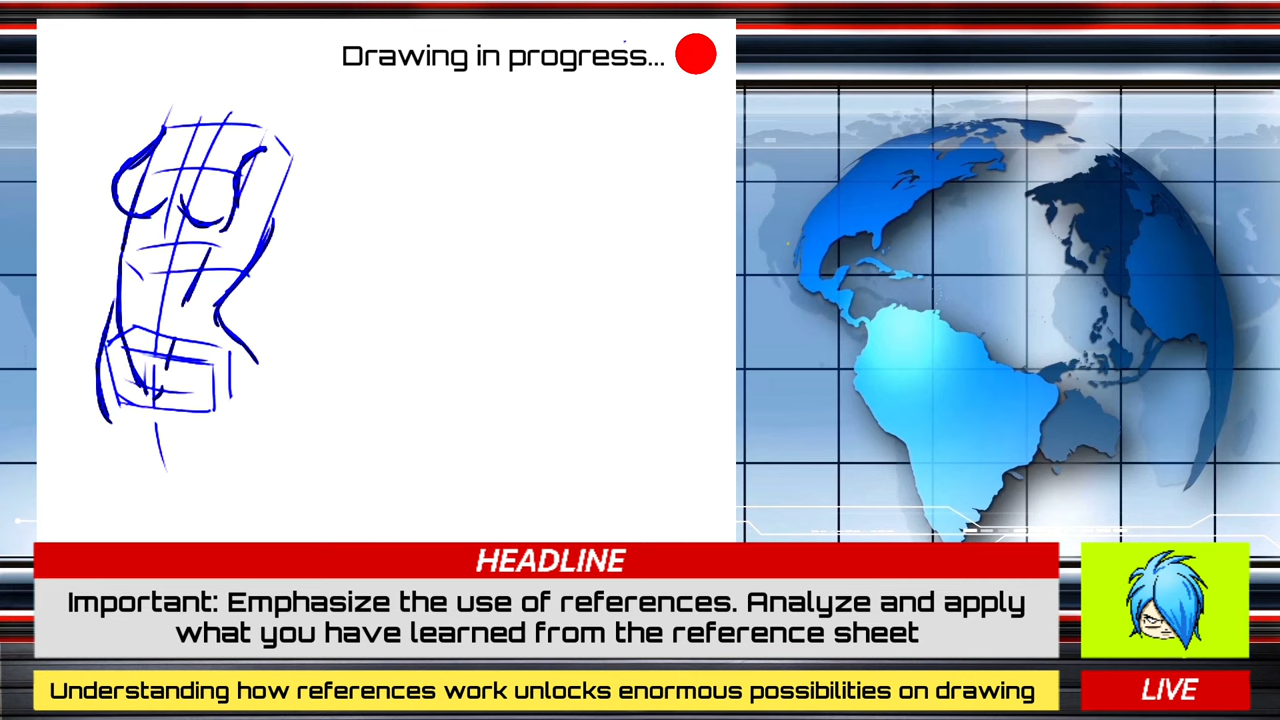 Drawing in progress...
HEADLINE
Important: Emphasize the use of references. Analyze and apply
what you have learned from the reference sheet
Understanding how references work unlocks enormous possibilities on drawing
LIVE